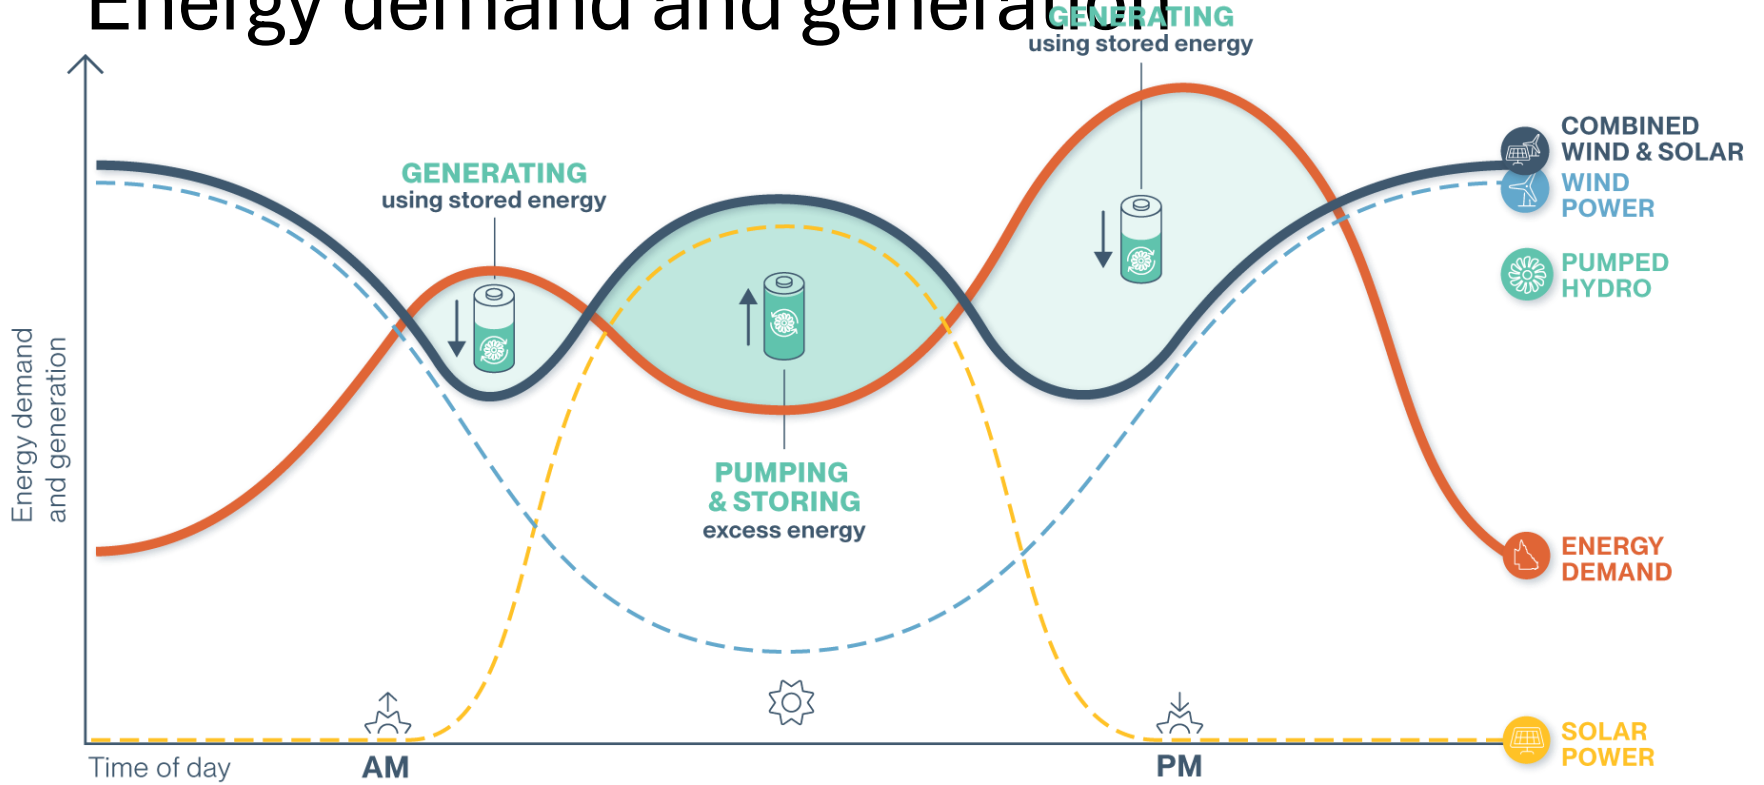 Energy demand and generation
GENERATING
using stored energy
GENERATING
using stored energy
COMBINED
WIND & SOLAR
WIND
POWER
PUMPED
HYDRO
Energy demand
and generation
PUMPING
& STORING
excess energy
ENERGY
DEMAND
SOLAR
POWER
Time of day
AM
PM